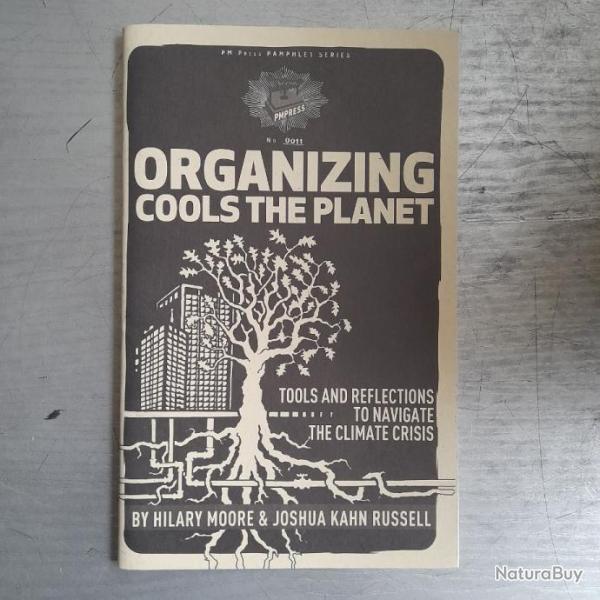 PM PRESS PAMPHLET SERIES
PMPRESS
No. 0011
ORGANIZING
COOLS THE PLANET
TOOLS AND REFLECTIONS
TO NAVIGATE
THE CLIMATE CRISIS
BY HILARY MOORE & JOSHUA KAHN RUSSELL
NaturaBuy